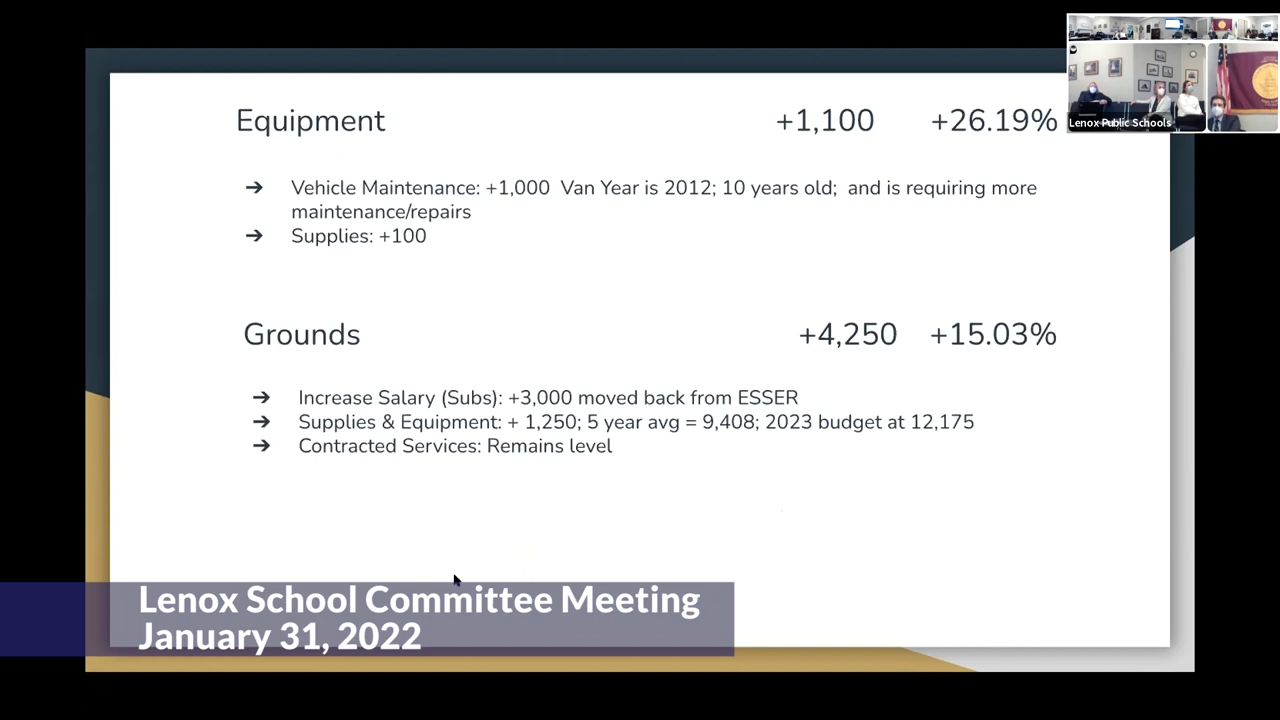 Equipment +1,100 +26.19%
➔ Vehicle Maintenance: +1,000 Van Year is 2012; 10 years old; and is requiring more
maintenance/repairs
➔ Supplies: +100
Grounds +4,250 +15.03%
➔ Increase Salary (Subs): +3,000 moved back from ESSER
➔ Supplies & Equipment: + 1,250; 5 year avg = 9,408; 2023 budget at 12,175
➔ Contracted Services: Remains level
Lenox School Committee Meeting
January 31, 2022
Lenox Public Schools